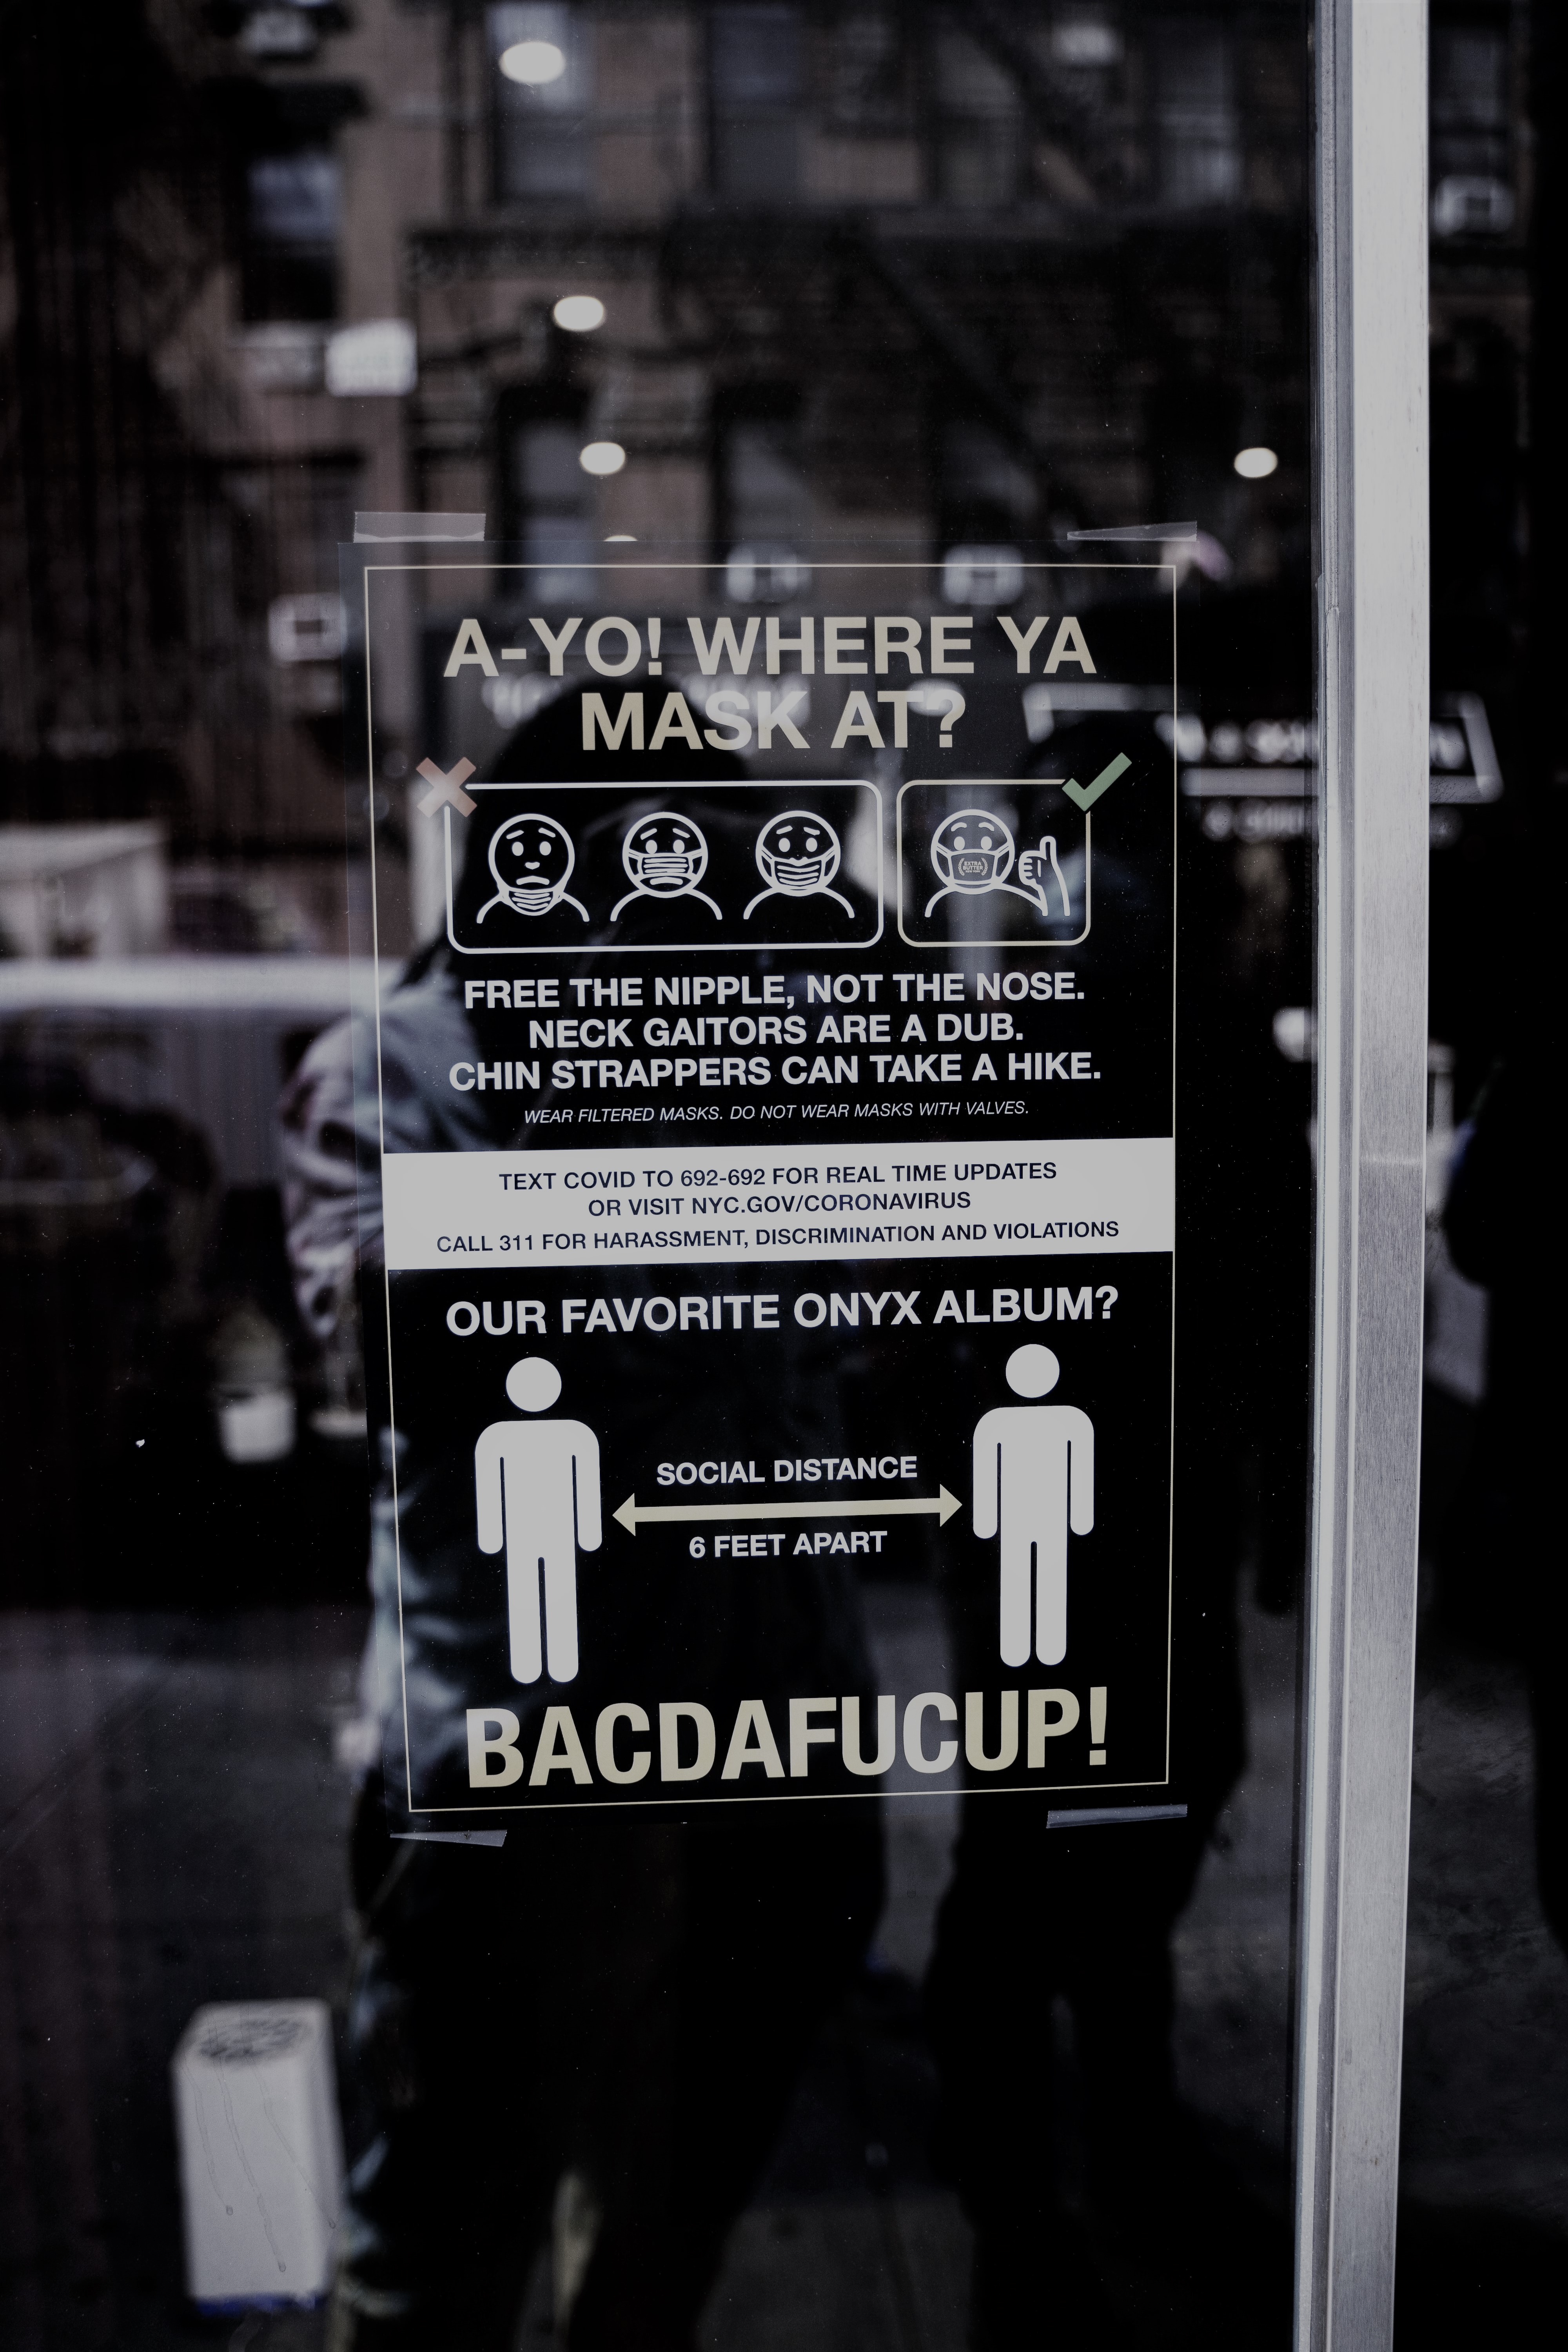 A-YO! WHERE YA
MASK AT?
EXTRA
BUTTER
FREE THE NIPPLE, NOT THE NOSE.
NECK GAITORS ARE A DUB.
CHIN STRAPPERS CAN TAKE A HIKE.
WEAR FILTERED MASKS. DO NOT WEAR MASKS WITH VALVES.
TEXT COVID TO 692-692 FOR REAL TIME UPDATES
OR VISIT NYC.GOV/CORONAVIRUS
CALL 311 FOR HARASSMENT, DISCRIMINATION AND VIOLATIONS
OUR FAVORITE ONYX ALBUM?
SOCIAL DISTANCE
6 FEET APART
BACDAFUCUP!